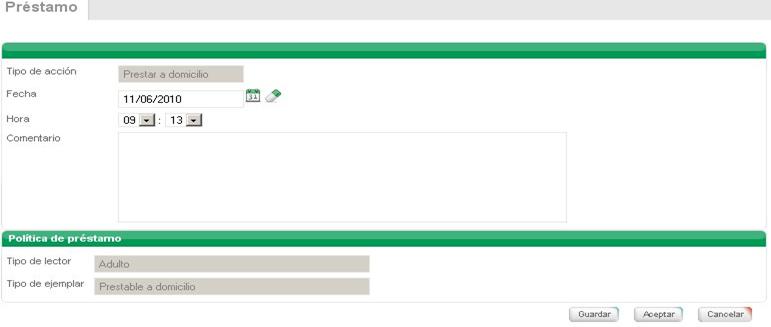 Préstamo
Tipo de acción Prestar a domicilio
Fecha 11/06/2010 31
Hora 09 : 13
Comentario
Política de préstamo
Tipo de lector Adulto
Tipo de ejemplar Prestable a domicilio
Guardar Aceptar Cancelar